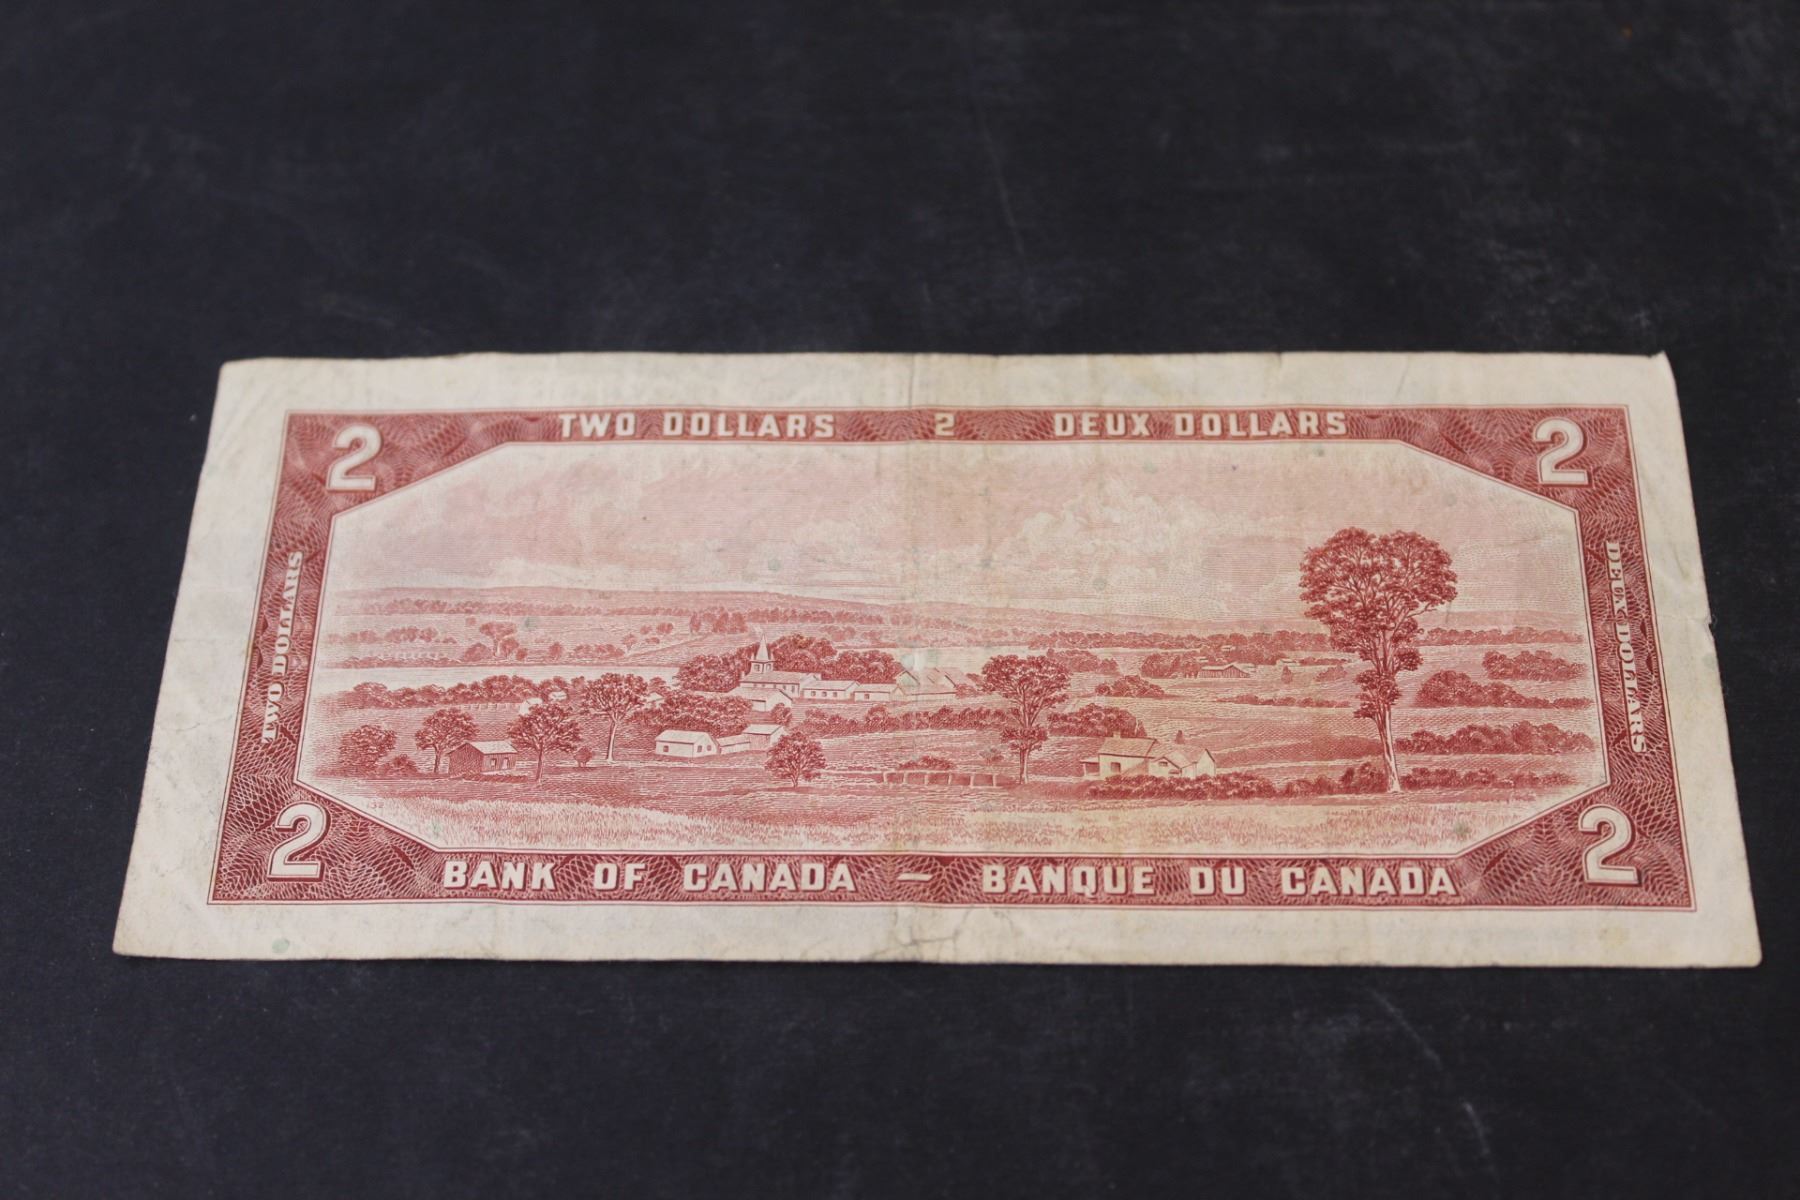 TWO DOLLARS 2 DEUX DOLLARS
2 2
TWO DOLLARS
DEUX DOLLARS
132
2 2
BANK OF CANADA – BANQUE DU CANADA